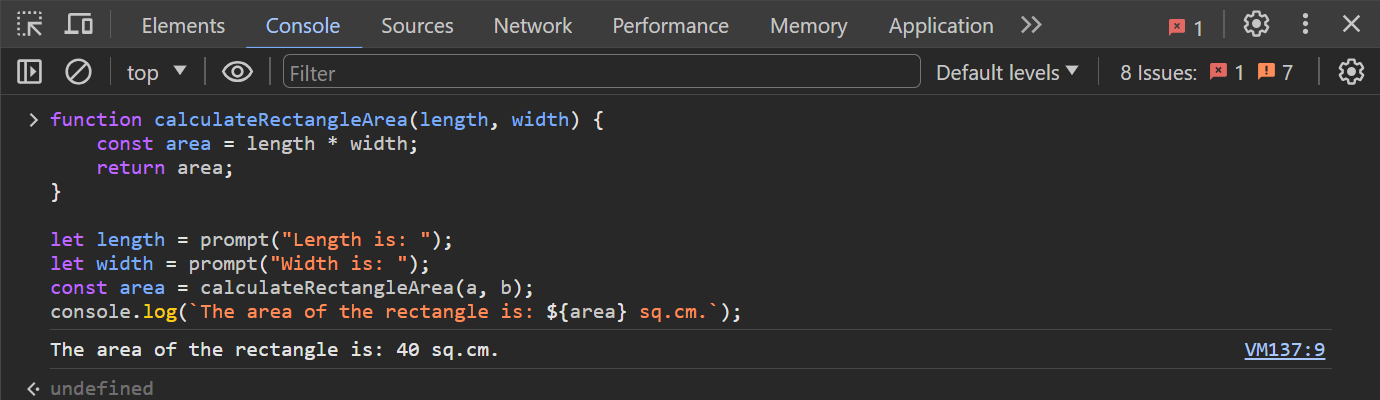 Elements Console Sources Network Performance Memory Application 1
top Filter Default levels 8 Issues: 1 7
function calculateRectangleArea(length, width) {
    const area = length * width;
    return area;
}
let length = prompt("Length is: ");
let width = prompt("Width is: ");
const area = calculateRectangleArea(a, b);
console.log(`The area of the rectangle is: ${area} sq.cm.`);
The area of the rectangle is: 40 sq.cm. VM137:9
undefined